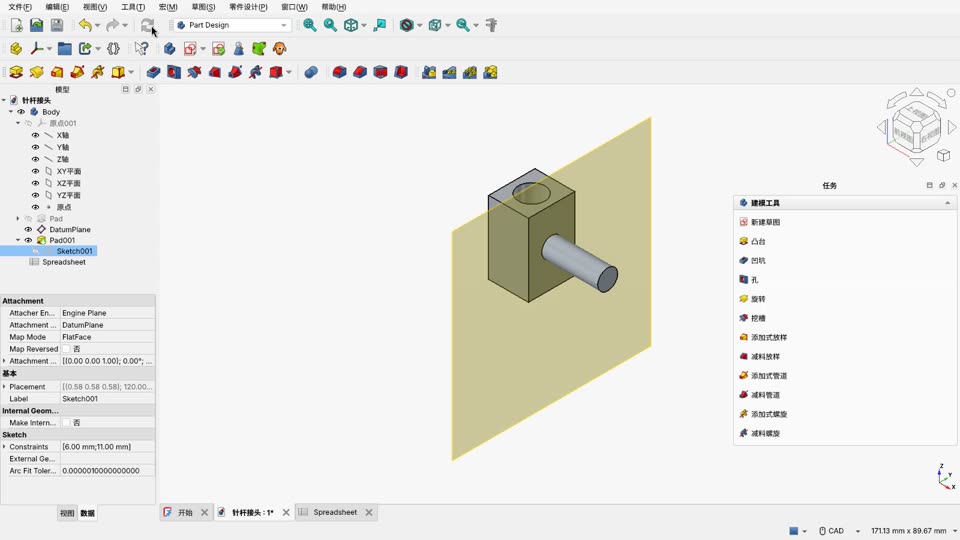 文件(F) 编辑(E) 视图(V) 工具(T) 宏(M) 草图(S) 零件设计(P) 窗口(W) 帮助(H)
Part Design
模型
针杆接头
Body
原点001
X轴
Y轴
Z轴
XY平面
XZ平面
YZ平面
原点
Pad
DatumPlane
Pad001
Sketch001
Spreadsheet
Attachment
Attacher En... Engine Plane
Attachment ... DatumPlane
Map Mode FlatFace
Map Reversed 否
Attachment ... [(0.00 0.00 1.00); 0.00°; ...
基本
Placement [(0.58 0.58 0.58); 120.00...
Label Sketch001
Internal Geom...
Make Intern... 否
Sketch
Constraints [6.00 mm;11.00 mm]
External Ge...
Arc Fit Toler... 0.0000010000000000
视图 数据
任务
建模工具
新建草图
凸台
凹坑
孔
旋转
挖槽
添加式放样
减料放样
添加式管道
减料管道
添加式螺旋
减料螺旋
Z
Y
X
开始 针杆接头 : 1* Spreadsheet
CAD 171.13 mm x 89.67 mm